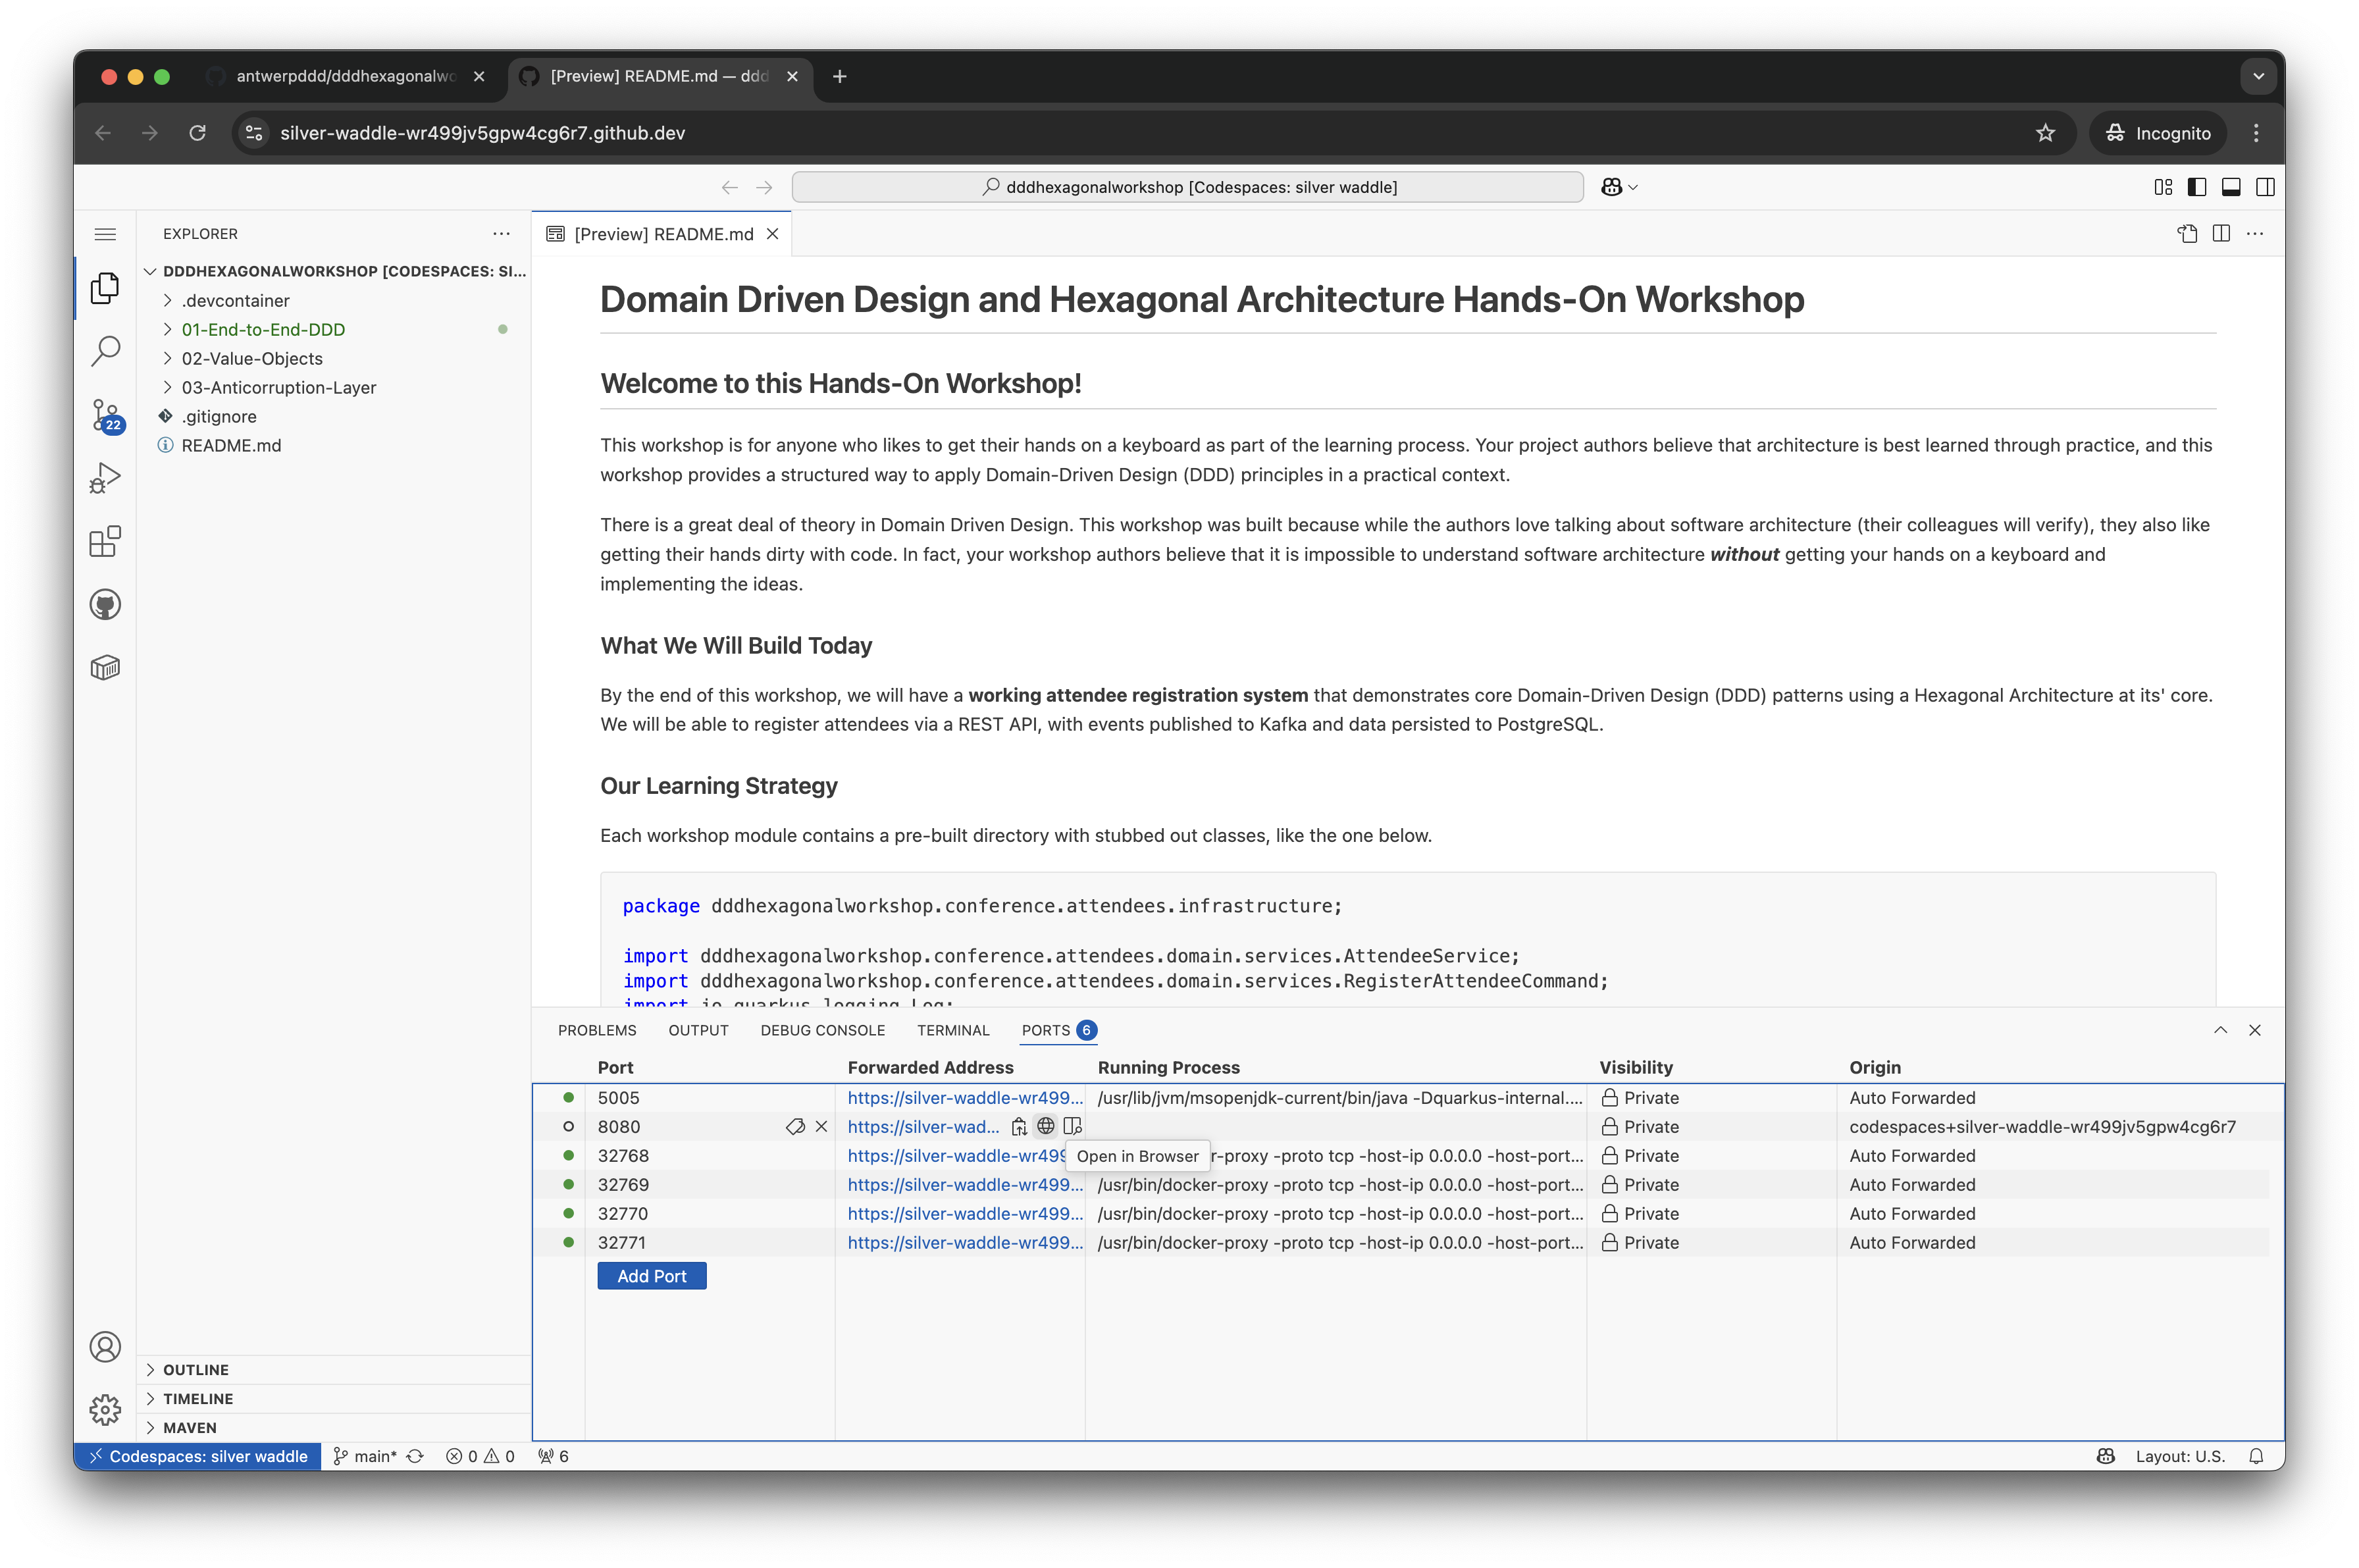 antwerpddd/dddhexagonalwo
[Preview] README.md — ddd
silver-waddle-wr499jv5gpw4cg6r7.github.dev
Incognito
dddhexagonalworkshop [Codespaces: silver waddle]
EXPLORER
DDDHEXAGONALWORKSHOP [CODESPACES: SI...
.devcontainer
01-End-to-End-DDD
02-Value-Objects
03-Anticorruption-Layer
.gitignore
README.md
22
OUTLINE
TIMELINE
MAVEN
[Preview] README.md
Domain Driven Design and Hexagonal Architecture Hands-On Workshop
Welcome to this Hands-On Workshop!
This workshop is for anyone who likes to get their hands on a keyboard as part of the learning process. Your project authors believe that architecture is best learned through practice, and this
workshop provides a structured way to apply Domain-Driven Design (DDD) principles in a practical context.
There is a great deal of theory in Domain Driven Design. This workshop was built because while the authors love talking about software architecture (their colleagues will verify), they also like
getting their hands dirty with code. In fact, your workshop authors believe that it is impossible to understand software architecture without getting your hands on a keyboard and
implementing the ideas.
What We Will Build Today
By the end of this workshop, we will have a working attendee registration system that demonstrates core Domain-Driven Design (DDD) patterns using a Hexagonal Architecture at its' core.
We will be able to register attendees via a REST API, with events published to Kafka and data persisted to PostgreSQL.
Our Learning Strategy
Each workshop module contains a pre-built directory with stubbed out classes, like the one below.
package dddhexagonalworkshop.conference.attendees.infrastructure;
import dddhexagonalworkshop.conference.attendees.domain.services.AttendeeService;
import dddhexagonalworkshop.conference.attendees.domain.services.RegisterAttendeeCommand;
import io.quarkus.logging.Log;
PROBLEMS OUTPUT DEBUG CONSOLE TERMINAL PORTS 6
Port Forwarded Address Running Process Visibility Origin
5005 https://silver-waddle-wr499... /usr/lib/jvm/msopenjdk-current/bin/java -Dquarkus-internal.... Private Auto Forwarded
8080 https://silver-wad... Private codespaces+silver-waddle-wr499jv5gpw4cg6r7
32768 https://silver-waddle-wr499 Open in Browser r-proxy -proto tcp -host-ip 0.0.0.0 -host-port... Private Auto Forwarded
32769 https://silver-waddle-wr499... /usr/bin/docker-proxy -proto tcp -host-ip 0.0.0.0 -host-port... Private Auto Forwarded
32770 https://silver-waddle-wr499... /usr/bin/docker-proxy -proto tcp -host-ip 0.0.0.0 -host-port... Private Auto Forwarded
32771 https://silver-waddle-wr499... /usr/bin/docker-proxy -proto tcp -host-ip 0.0.0.0 -host-port... Private Auto Forwarded
Add Port
Codespaces: silver waddle main* 0 0 6 Layout: U.S.